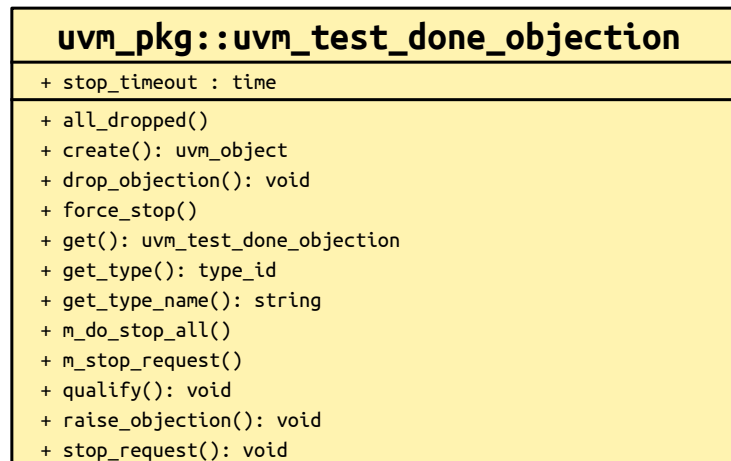 uvm_pkg::uvm_test_done_objection
+ stop_timeout : time
+ all_dropped()
+ create(): uvm_object
+ drop_objection(): void
+ force_stop()
+ get(): uvm_test_done_objection
+ get_type(): type_id
+ get_type_name(): string
+ m_do_stop_all()
+ m_stop_request()
+ qualify(): void
+ raise_objection(): void
+ stop_request(): void